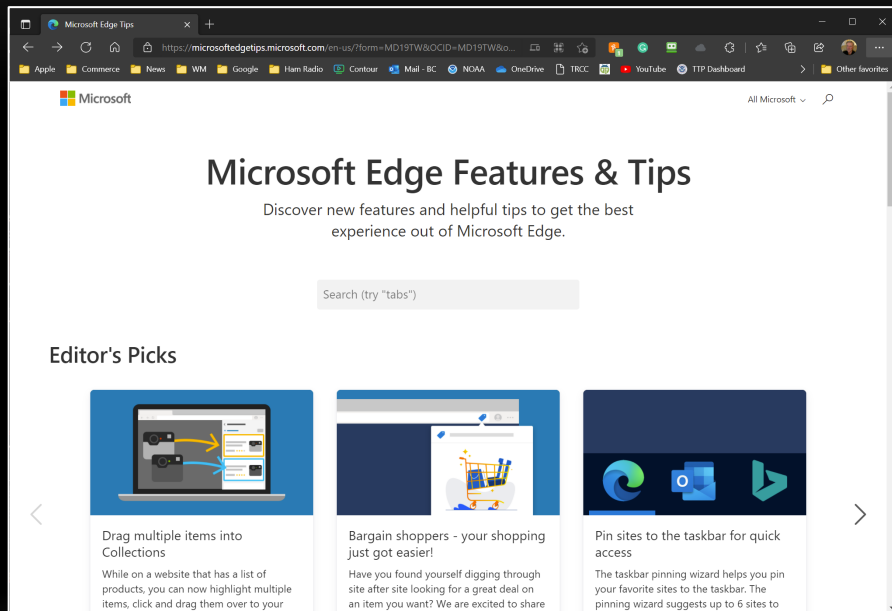 Microsoft Edge Tips
https://microsoftedgetips.microsoft.com/en-us/?form=MD19TW&OCID=MD19TW&o...
Apple Commerce News WM Google Ham Radio Contour Mail - BC NOAA OneDrive TRCC YouTube TTP Dashboard Other favorites
Microsoft All Microsoft
Microsoft Edge Features & Tips
Discover new features and helpful tips to get the best
experience out of Microsoft Edge.
Search (try "tabs")
Editor's Picks
Drag multiple items into
Collections
While on a website that has a list of
products, you can now highlight multiple
items, click and drag them over to your
Bargain shoppers - your shopping
just got easier!
Have you found yourself digging through
site after site looking for a great deal on
an item you want? We are excited to share
Pin sites to the taskbar for quick
access
The taskbar pinning wizard helps you pin
your favorite sites to the taskbar. The
pinning wizard suggests up to 6 sites to